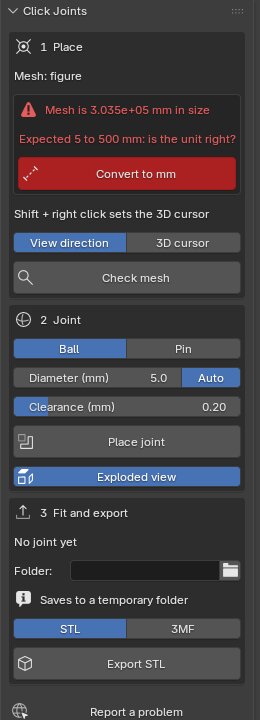 Click Joints
1 Place
Mesh: figure
Mesh is 3.035e+05 mm in size
Expected 5 to 500 mm: is the unit right?
Convert to mm
Shift + right click sets the 3D cursor
View direction 3D cursor
Check mesh
2 Joint
Ball Pin
Diameter (mm) 5.0 Auto
Clearance (mm) 0.20
Place joint
Exploded view
3 Fit and export
No joint yet
Folder:
Saves to a temporary folder
STL 3MF
Export STL
Report a problem